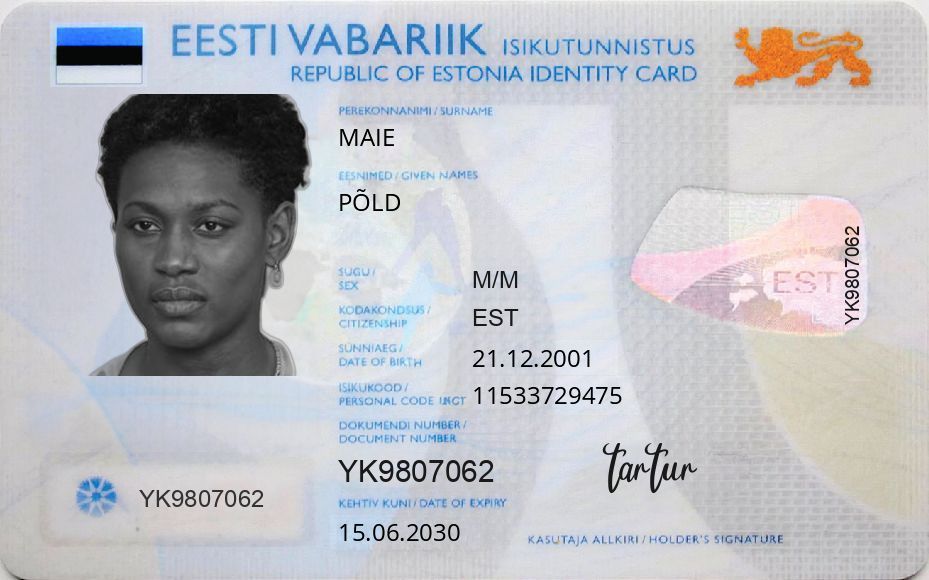 EESTI VABARIIK ISIKUTUNNISTUS
REPUBLIC OF ESTONIA IDENTITY CARD
PEREKONNANIMI / SURNAME
MAIE
EESNIMED / GIVEN NAMES
PÕLD
SUGU /
SEX
M/M
KODAKONDSUS /
CITIZENSHIP
EST
SÜNNIAEG /
DATE OF BIRTH
21.12.2001
ISIKUKOOD /
PERSONAL CODE
11533729475
DOKUMENDI NUMBER /
DOCUMENT NUMBER
YK9807062
KEHTIV KUNI / DATE OF EXPIRY
15.06.2030
YK9807062
EST
YK9807062
tartur
KASUTAJA ALLKIRI / HOLDER'S SIGNATURE